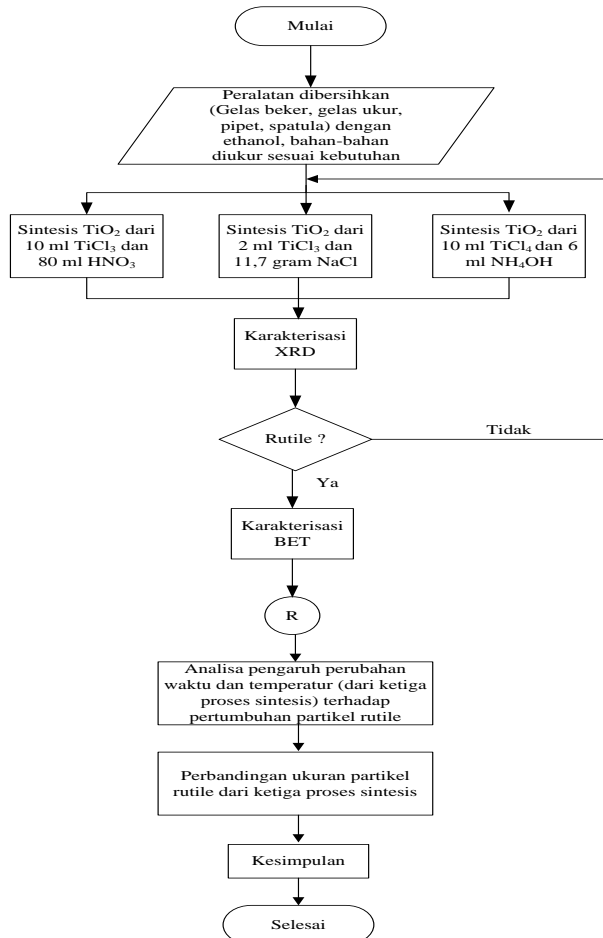 Mulai
Peralatan dibersihkan
(Gelas beker, gelas ukur,
pipet, spatula) dengan
ethanol, bahan-bahan
diukur sesuai kebutuhan
Sintesis TiO₂ dari
10 ml TiCl₃ dan
80 ml HNO₃
Sintesis TiO₂ dari
2 ml TiCl₃ dan
11,7 gram NaCl
Sintesis TiO₂ dari
10 ml TiCl₄ dan 6
ml NH₄OH
Karakterisasi
XRD
Rutile ?
Tidak
Ya
Karakterisasi
BET
R
Analisa pengaruh perubahan
waktu dan temperatur (dari ketiga
proses sintesis) terhadap
pertumbuhan partikel rutile
Perbandingan ukuran partikel
rutile dari ketiga proses sintesis
Kesimpulan
Selesai